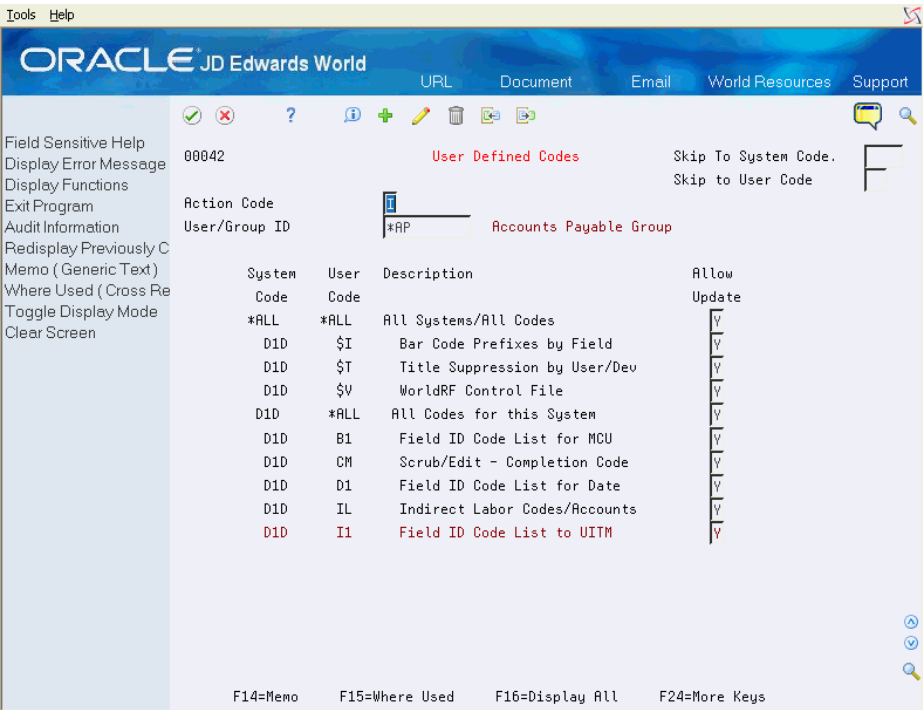 Tools Help
ORACLE JD Edwards World
URL Document Email World Resources Support
Field Sensitive Help
Display Error Message
Display Functions
Exit Program
Audit Information
Redisplay Previously C
Memo ( Generic Text )
Where Used ( Cross Re
Toggle Display Mode
Clear Screen
00042 User Defined Codes Skip To System Code.
Skip to User Code
Action Code I
User/Group ID *AP Accounts Payable Group
System User Description Allow
Code Code Update
*ALL *ALL All Systems/All Codes Y
D1D $I Bar Code Prefixes by Field Y
D1D $T Title Suppression by User/Dev Y
D1D $V WorldRF Control File Y
D1D *ALL All Codes for this System Y
D1D B1 Field ID Code List for MCU Y
D1D CM Scrub/Edit - Completion Code Y
D1D D1 Field ID Code List for Date Y
D1D IL Indirect Labor Codes/Accounts Y
D1D I1 Field ID Code List to UITM Y
F14=Memo F15=Where Used F16=Display All F24=More Keys